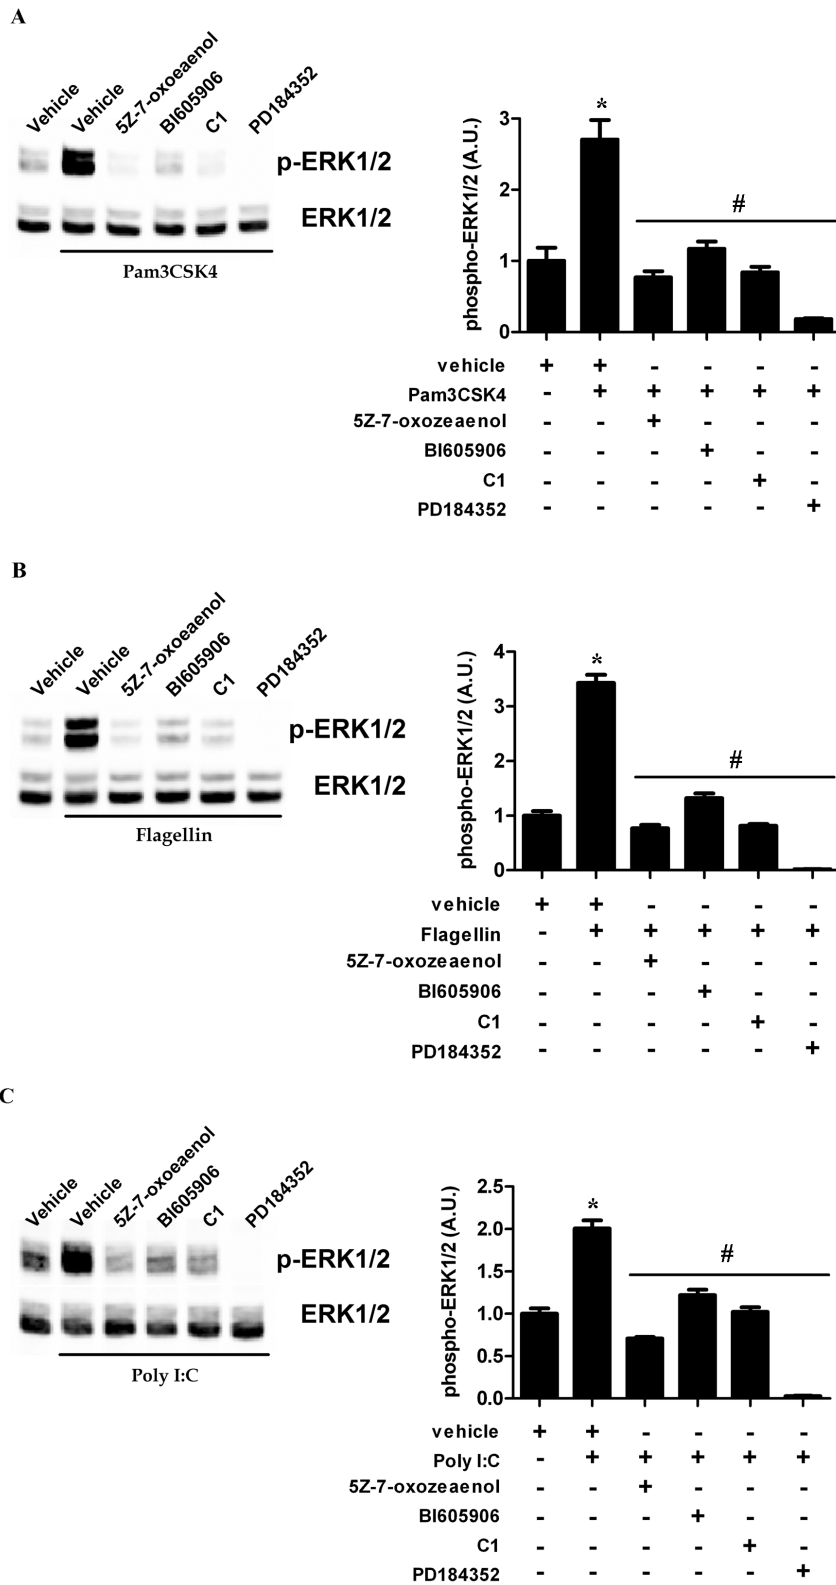 A
Vehicle
Vehicle
5Z-7-oxoeaenol
BI605906
C1
PD184352
p-ERK1/2
ERK1/2
Pam3CSK4
phospho-ERK1/2 (A.U.)
3
2
1
0
*
#
vehicle + + - - - -
Pam3CSK4 - + + + + +
5Z-7-oxozeaenol - - + - - -
BI605906 - - - + - -
C1 - - - - + -
PD184352 - - - - - +
B
Vehicle
Vehicle
5Z-7-oxoeaenol
BI605906
C1
PD184352
p-ERK1/2
ERK1/2
Flagellin
phospho-ERK1/2 (A.U.)
4
3
2
1
0
*
#
vehicle + + - - - -
Flagellin - + + + + +
5Z-7-oxozeaenol - - + - - -
BI605906 - - - + - -
C1 - - - - + -
PD184352 - - - - - +
C
Vehicle
Vehicle
5Z-7-oxoeaenol
BI605906
C1
PD184352
p-ERK1/2
ERK1/2
Poly I:C
phospho-ERK1/2 (A.U.)
2.5
2.0
1.5
1.0
0.5
0.0
*
#
vehicle + + - - - -
Poly I:C - + + + + +
5Z-7-oxozeaenol - - + - - -
BI605906 - - - + - -
C1 - - - - + -
PD184352 - - - - - +